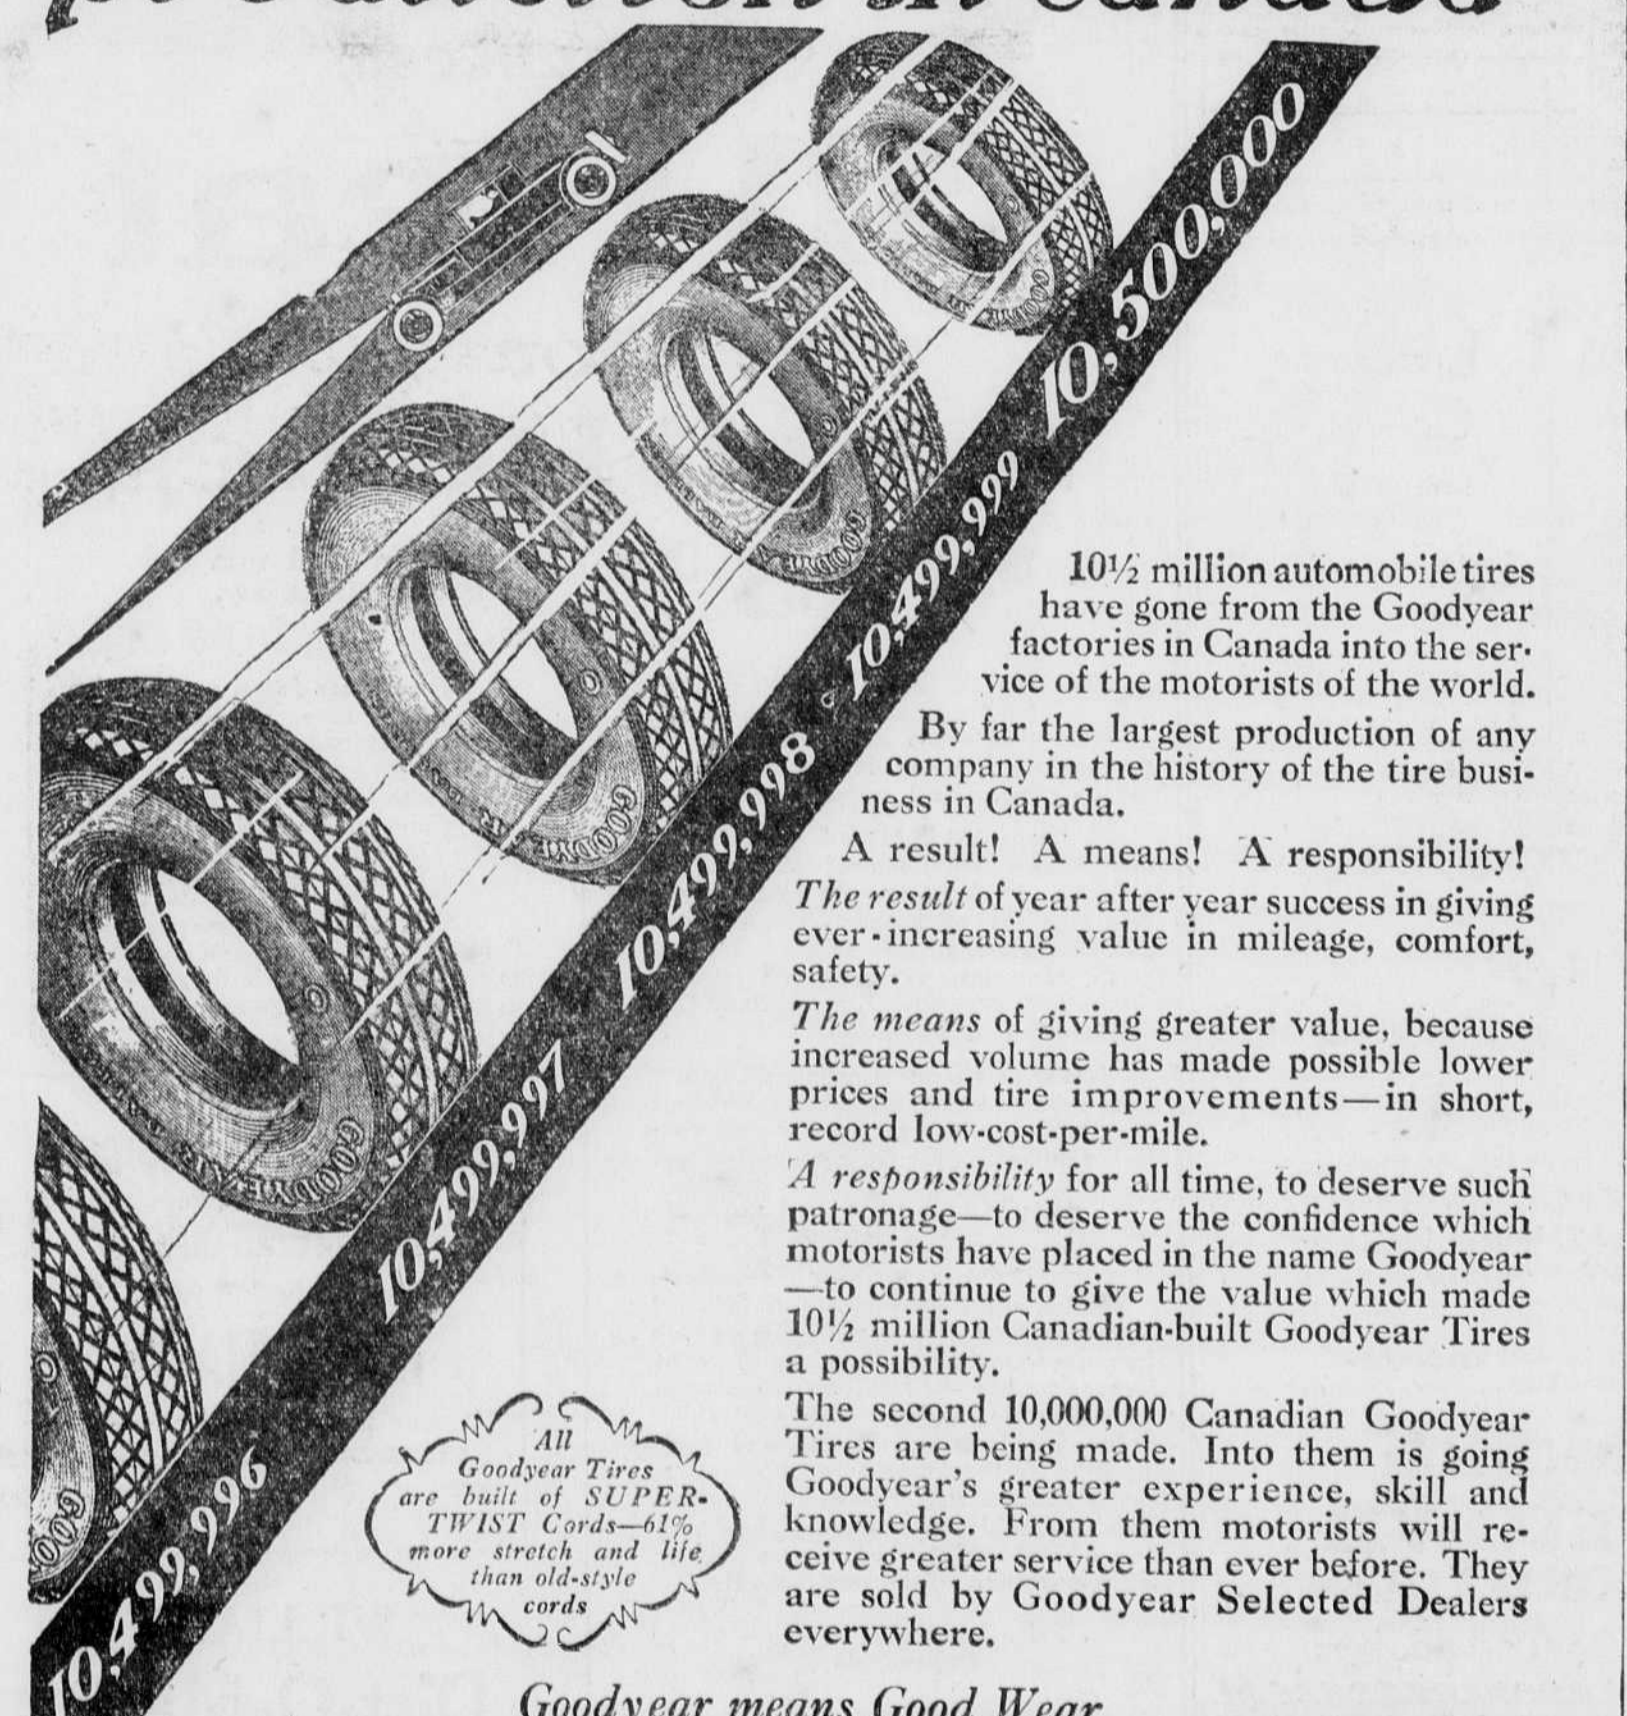 production in Canada
10,500,000
10,499,999
10,499,998
10,499,997
10,499,996
GOODYEAR
GOODYEAR
GOODYE
GOODYE
GOODYEAR
GOOD
10½ million automobile tires
have gone from the Goodyear
factories in Canada into the ser-
vice of the motorists of the world.
By far the largest production of any
company in the history of the tire busi-
ness in Canada.
A result! A means! A responsibility!
The result of year after year success in giving
ever-increasing value in mileage, comfort,
safety.
The means of giving greater value, because
increased volume has made possible lower
prices and tire improvements—in short,
record low-cost-per-mile.
A responsibility for all time, to deserve such
patronage—to deserve the confidence which
motorists have placed in the name Goodyear
—to continue to give the value which made
10½ million Canadian-built Goodyear Tires
a possibility.
The second 10,000,000 Canadian Goodyear
Tires are being made. Into them is going
Goodyear's greater experience, skill and
knowledge. From them motorists will re-
ceive greater service than ever before. They
are sold by Goodyear Selected Dealers
everywhere.
All
Goodyear Tires
are built of SUPER-
TWIST Cords—61%
more stretch and life
than old-style
cords
Goodyear means Good Wear